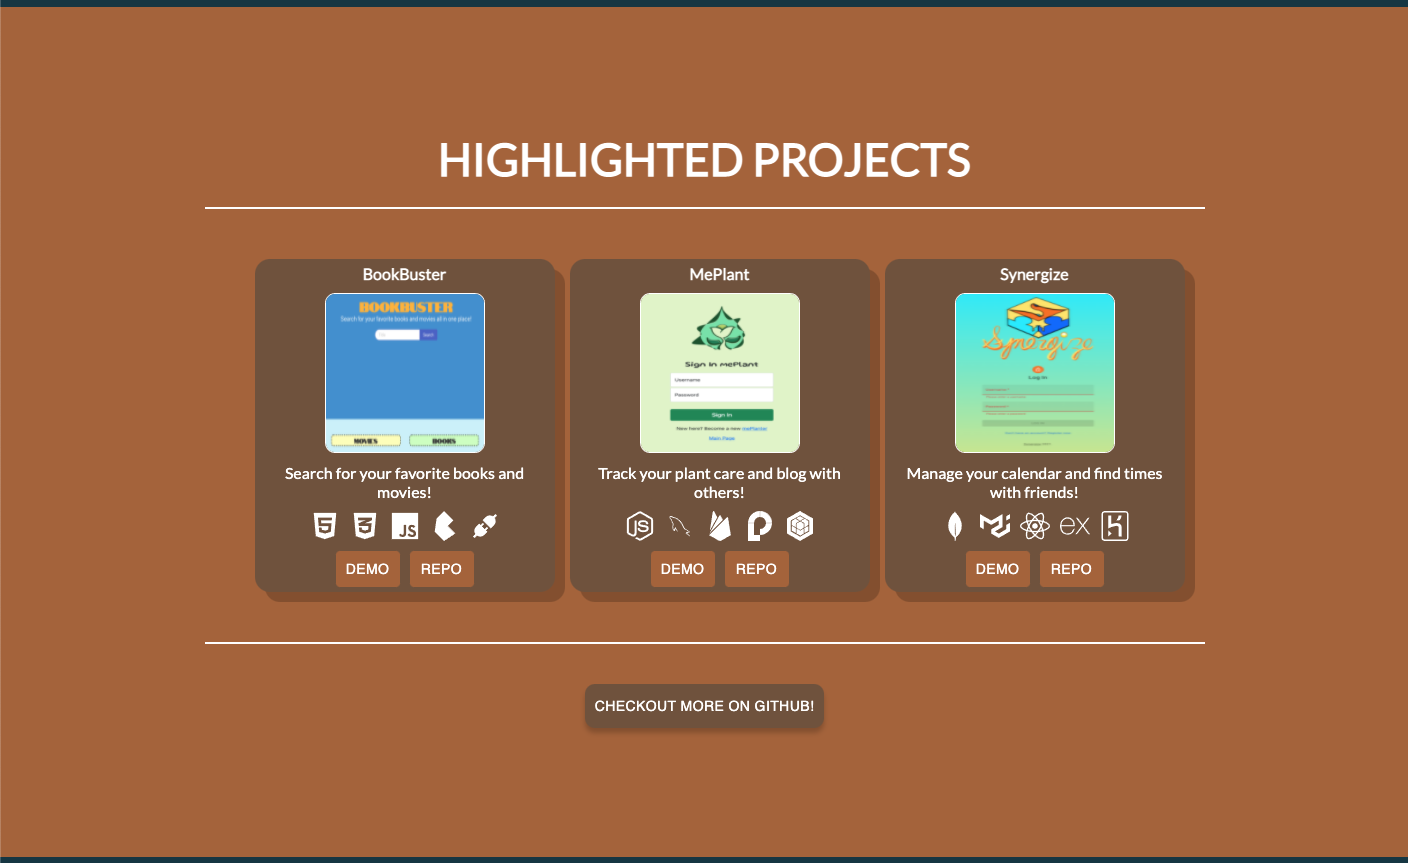 HIGHLIGHTED PROJECTS
BookBuster
BOOKBUSTER
Search for your favorite books and movies all in one place!
Search
MOVIES
BOOKS
Search for your favorite books and
movies!
JS
DEMO
REPO
MePlant
Sign In mePlant
Username
Password
Sign In
New here? Become a new mePlanter
Main Page
Track your plant care and blog with
others!
JS
DEMO
REPO
Synergize
Synergize
Log In
Manage your calendar and find times
with friends!
ex
DEMO
REPO
CHECKOUT MORE ON GITHUB!